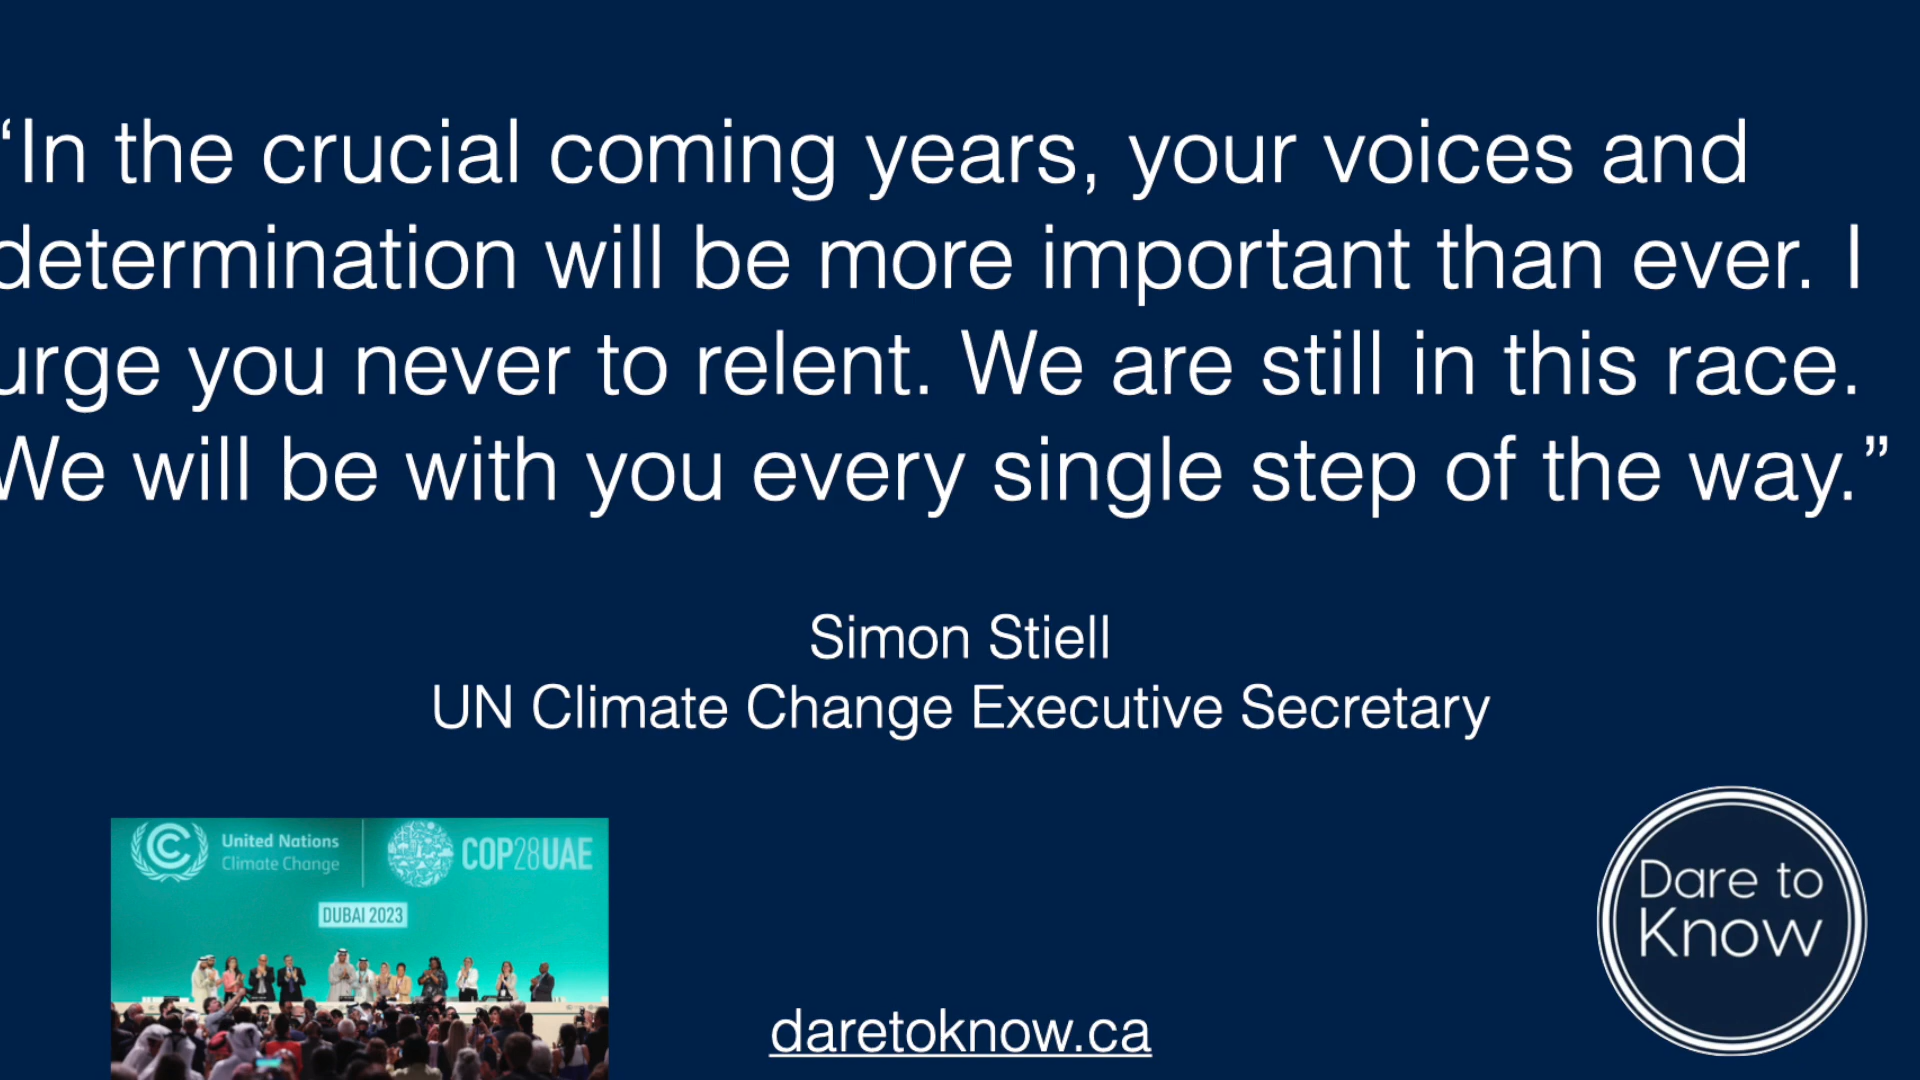 “In the crucial coming years, your voices and
determination will be more important than ever. I
urge you never to relent. We are still in this race.
We will be with you every single step of the way.”
Simon Stiell
UN Climate Change Executive Secretary
United Nations
Climate Change
COP28UAE
DUBAI 2023
Dare to
Know
daretoknow.ca